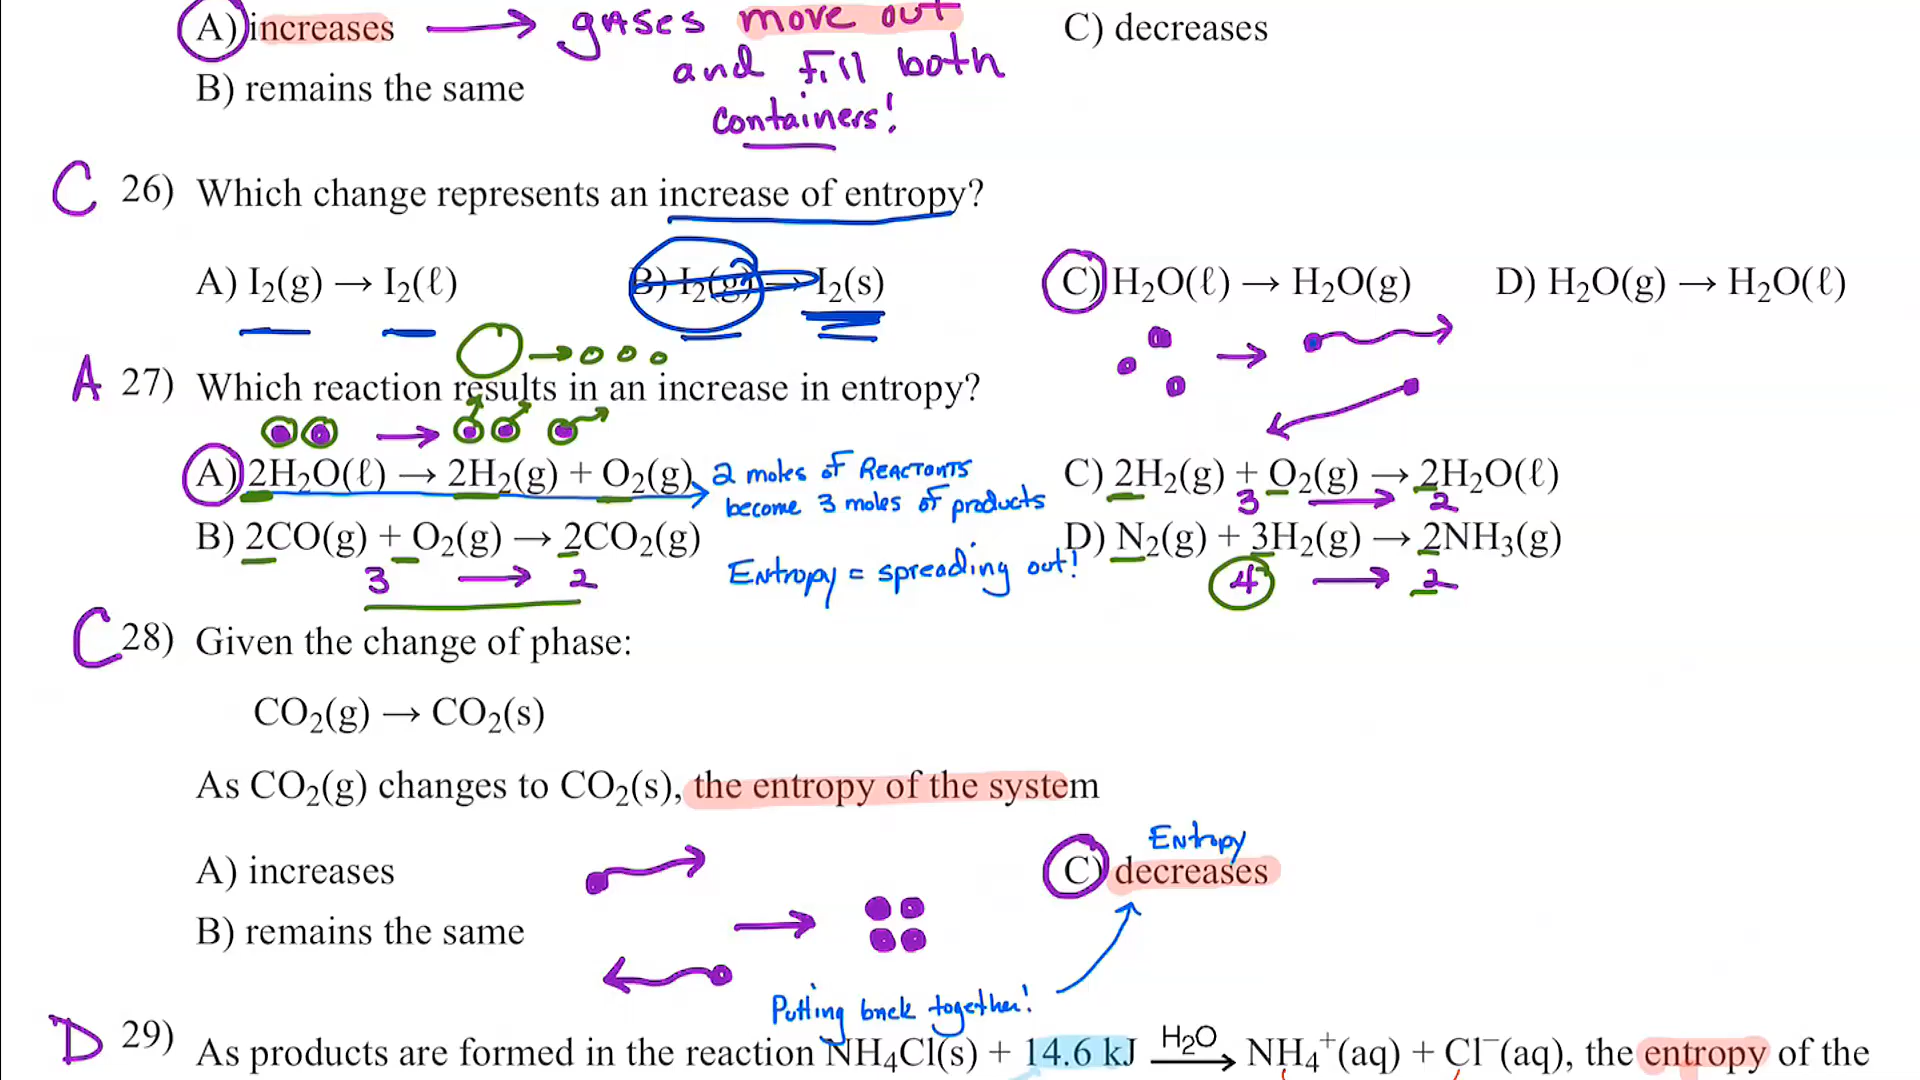 A) increases → gases move out C) decreases
and fill both
B) remains the same
containers!
C 26) Which change represents an increase of entropy?
A) I₂(g) → I₂(ℓ) B) I₂(g) → I₂(s) C) H₂O(ℓ) → H₂O(g) D) H₂O(g) → H₂O(ℓ)
A 27) Which reaction results in an increase in entropy?
A) 2H₂O(ℓ) → 2H₂(g) + O₂(g) 2 moles of REACTANTS C) 2H₂(g) + O₂(g) → 2H₂O(ℓ)
become 3 moles of products 3 → 2
B) 2CO(g) + O₂(g) → 2CO₂(g) D) N₂(g) + 3H₂(g) → 2NH₃(g)
3 → 2 Entropy = spreading out! 4 → 2
C 28) Given the change of phase:
CO₂(g) → CO₂(s)
As CO₂(g) changes to CO₂(s), the entropy of the system
Entropy
A) increases C) decreases
B) remains the same
Putting back together!
D 29) As products are formed in the reaction NH₄Cl(s) + 14.6 kJ H₂O → NH₄⁺(aq) + Cl⁻(aq), the entropy of the